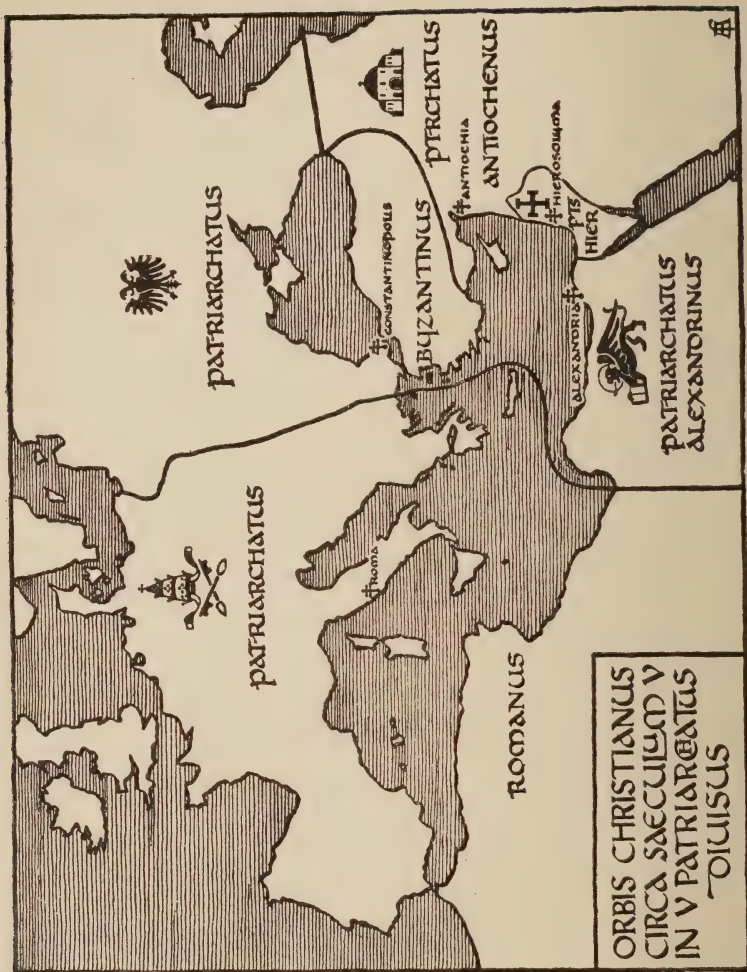 PATRIARCHATUS
PTRCHATUS
ANTIOCHENUS
PATRIARCHATUS
ROMA
CONSTANTINOPOLIS
BYZANTINUS
ANTIOCHIA
HIEROSOLYMA
PTS
HIER
ALEXANDRIA
ROMANUS
PATRIARCHATUS
ALEXANDRINUS
ORBIS CHRISTIANUS
CIRCA SAECULUM V
IN V PATRIARCHATUS
DIUISUS